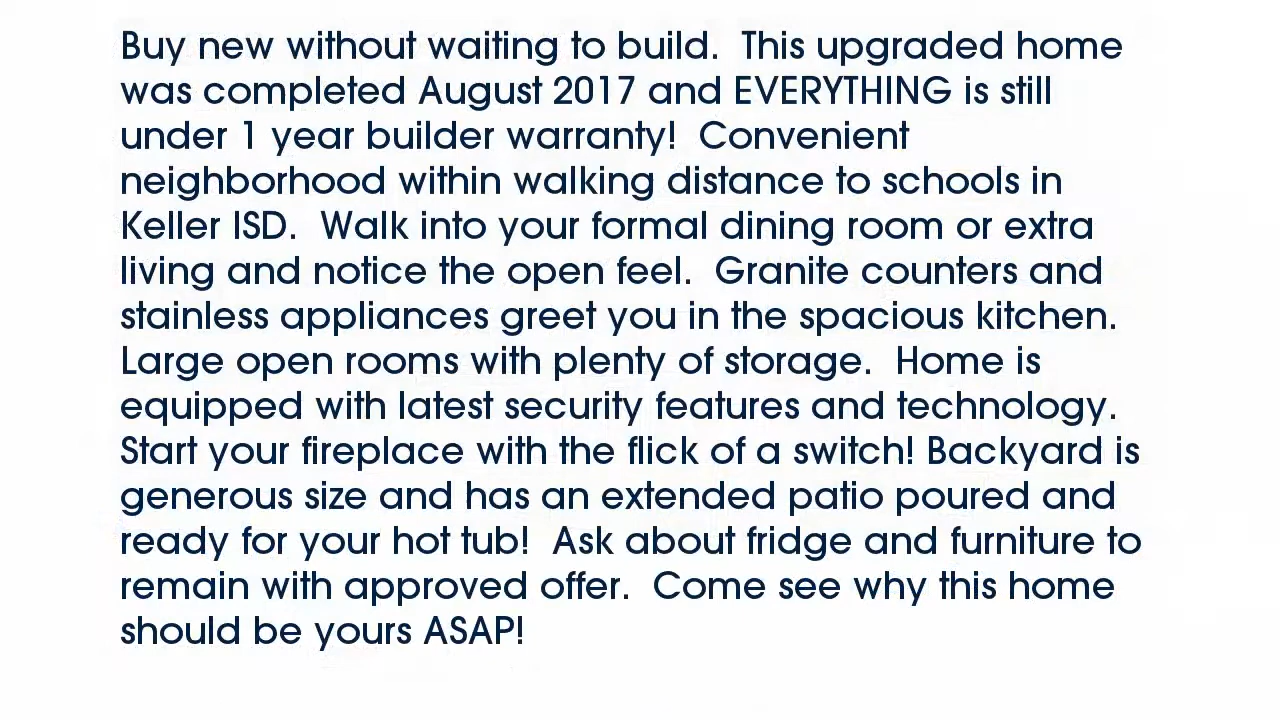 Buy new without waiting to build.  This upgraded home
was completed August 2017 and EVERYTHING is still
under 1 year builder warranty!  Convenient
neighborhood within walking distance to schools in
Keller ISD.  Walk into your formal dining room or extra
living and notice the open feel.  Granite counters and
stainless appliances greet you in the spacious kitchen.
Large open rooms with plenty of storage.  Home is
equipped with latest security features and technology.
Start your fireplace with the flick of a switch! Backyard is
generous size and has an extended patio poured and
ready for your hot tub!  Ask about fridge and furniture to
remain with approved offer.  Come see why this home
should be yours ASAP!